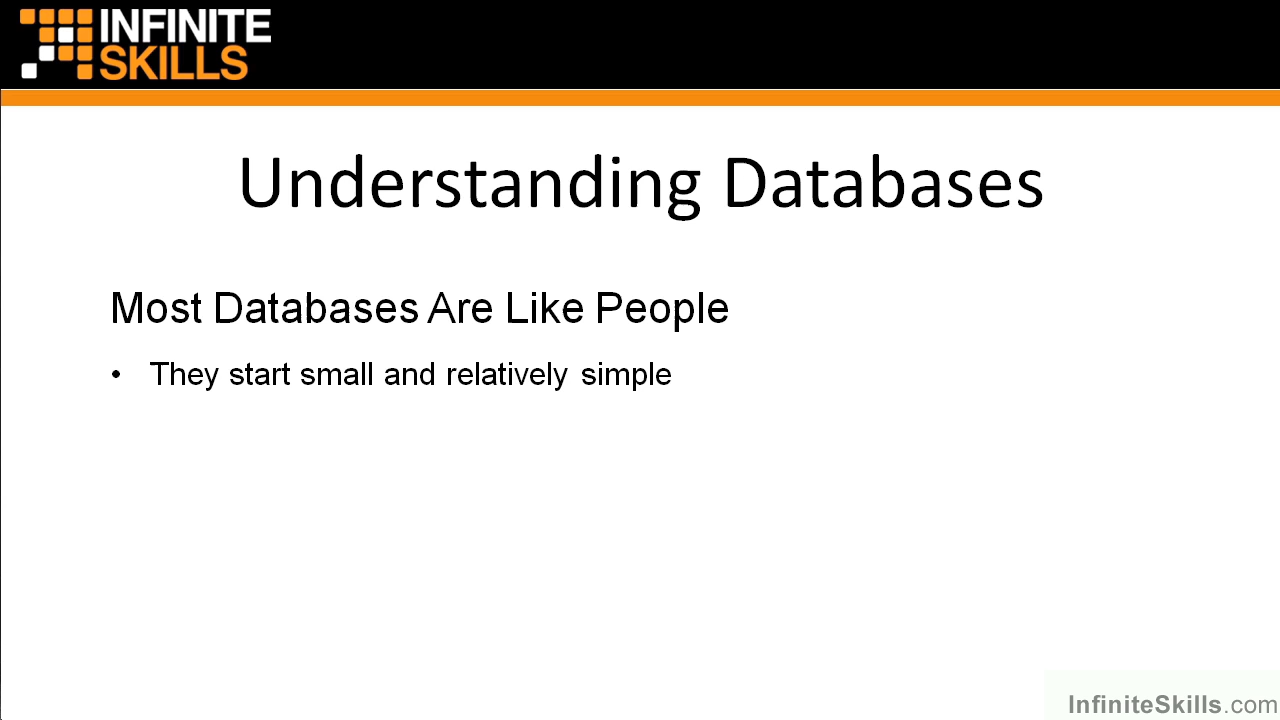 INFINITE
SKILLS
Understanding Databases
Most Databases Are Like People
• They start small and relatively simple
InfiniteSkills.com